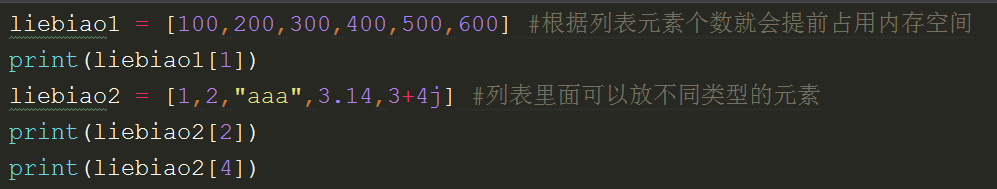 liebiao1 = [100,200,300,400,500,600] #根据列表元素个数就会提前占用内存空间
print(liebiao1[1])
liebiao2 = [1,2,"aaa",3.14,3+4j] #列表里面可以放不同类型的元素
print(liebiao2[2])
print(liebiao2[4])